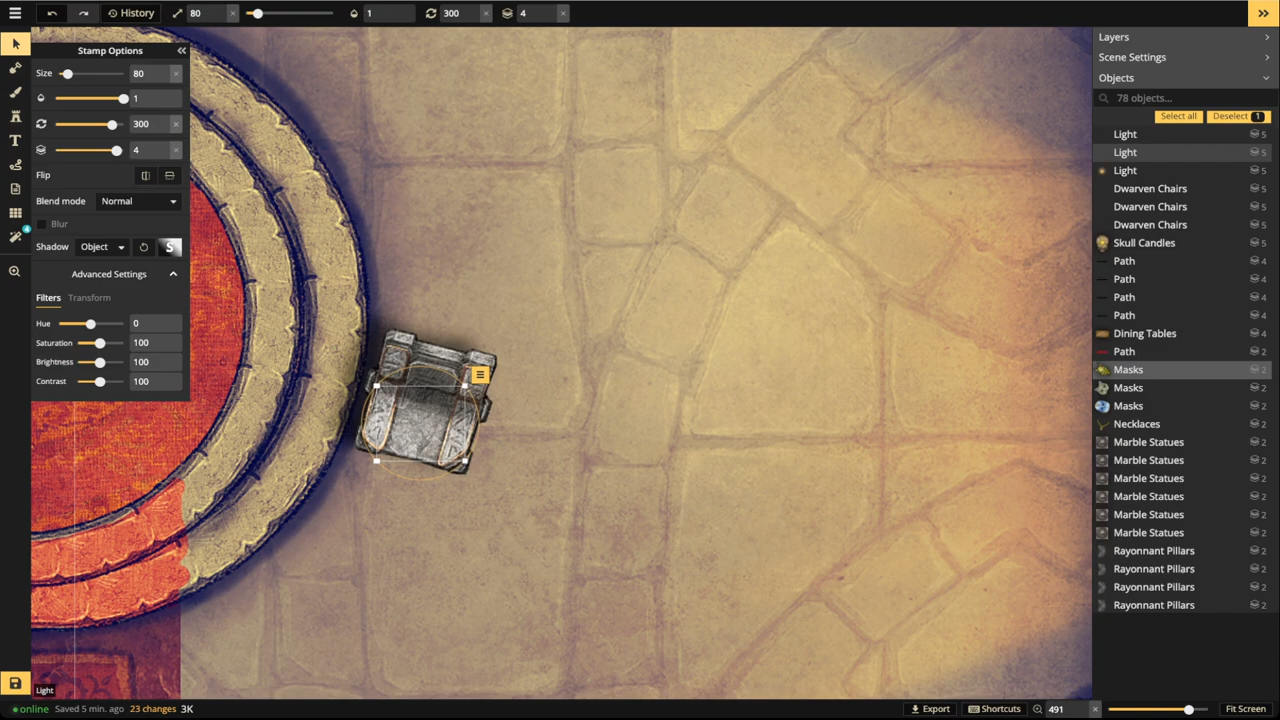 History
80 ×
1
300 ×
4 ×
»
Stamp Options «
Size 80 ×
1
300 ×
4 ×
Flip
Blend mode Normal
Blur
Shadow Object S
Advanced Settings
Filters Transform
Hue 0
Saturation 100
Brightness 100
Contrast 100
4
Layers
Scene Settings
Objects
78 objects...
Select all Deselect 1
Light 5
Light 5
Light 5
Dwarven Chairs 5
Dwarven Chairs 5
Dwarven Chairs 5
Skull Candles 5
Path 4
Path 4
Path 4
Path 4
Dining Tables 4
Path 2
Masks 2
Masks 2
Masks 2
Necklaces 2
Marble Statues 2
Marble Statues 2
Marble Statues 2
Marble Statues 2
Marble Statues 2
Marble Statues 2
Rayonnant Pillars 2
Rayonnant Pillars 2
Rayonnant Pillars 2
Rayonnant Pillars 2
Light
online Saved 5 min. ago 23 changes 3K
Export Shortcuts 491 × Fit Screen